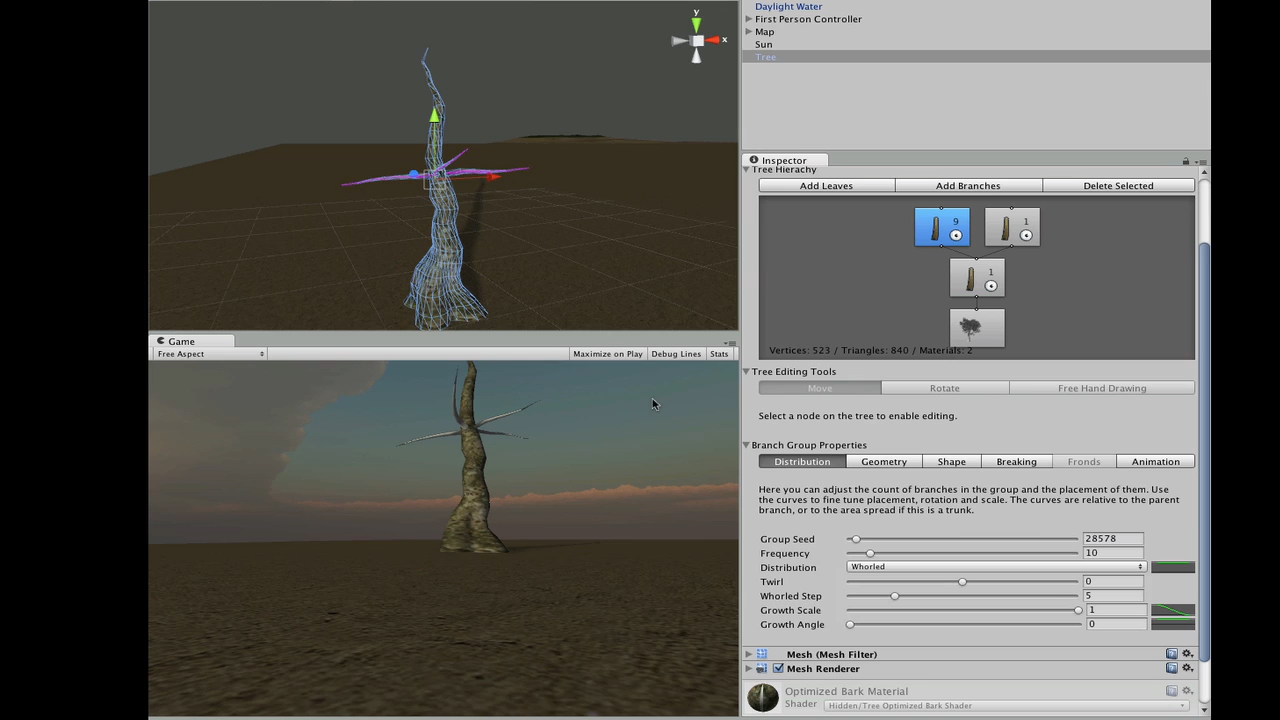 Daylight Water
First Person Controller
Map
Sun
Tree
y
x
Inspector
Tree Hierachy
Add Leaves Add Branches Delete Selected
9 1
1
Vertices: 523 / Triangles: 840 / Materials: 2
Game
Free Aspect Maximize on Play Debug Lines Stats
Tree Editing Tools
Move Rotate Free Hand Drawing
Select a node on the tree to enable editing.
Branch Group Properties
Distribution Geometry Shape Breaking Fronds Animation
Here you can adjust the count of branches in the group and the placement of them. Use
the curves to fine tune placement, rotation and scale. The curves are relative to the parent
branch, or to the area spread if this is a trunk.
Group Seed 28578
Frequency 10
Distribution Whorled
Twirl 0
Whorled Step 5
Growth Scale 1
Growth Angle 0
Mesh (Mesh Filter)
Mesh Renderer
Optimized Bark Material
Shader Hidden/Tree Optimized Bark Shader